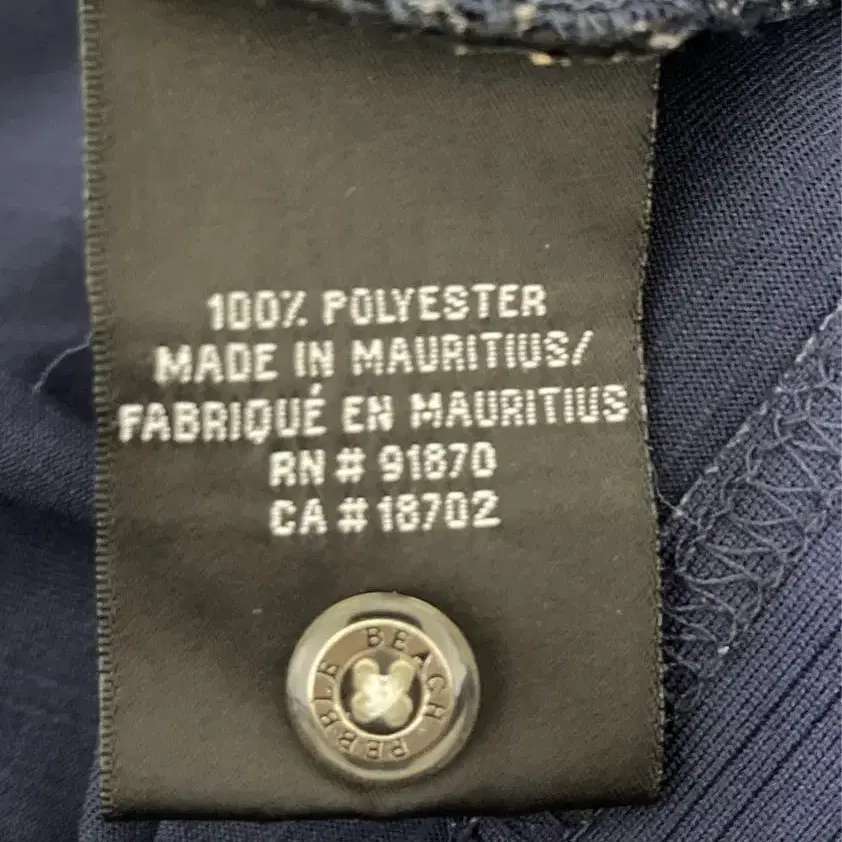 100% POLYESTER
MADE IN MAURITIUS/
FABRIQUÉ EN MAURITIUS
RN # 91870
CA # 18702
PEBBLE BEACH